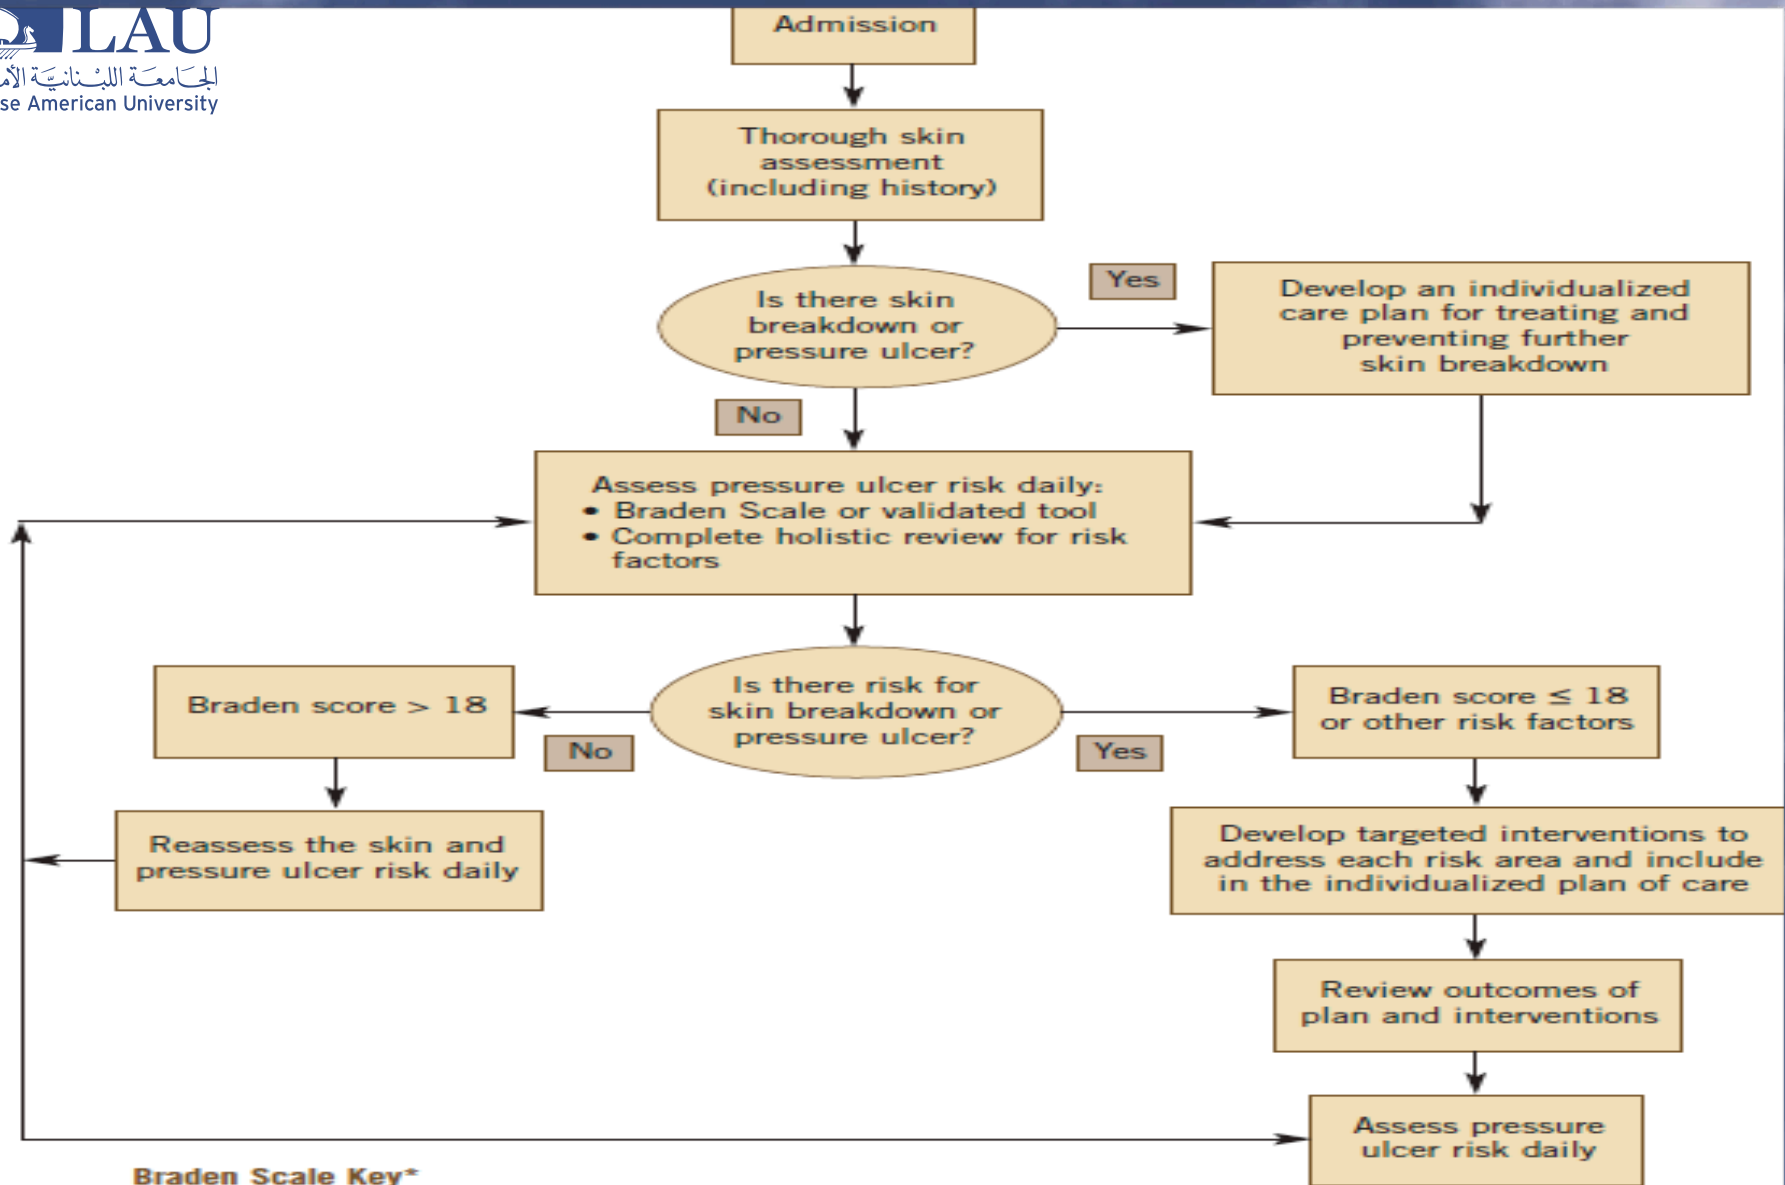 LAU
الجامعة اللبنانية
se American University
Admission
Thorough skin
assessment
(including history)
Is there skin
breakdown or
pressure ulcer?
Yes
Develop an individualized
care plan for treating and
preventing further
skin breakdown
No
Assess pressure ulcer risk daily:
• Braden Scale or validated tool
• Complete holistic review for risk
factors
Braden score > 18
Is there risk for
skin breakdown or
pressure ulcer?
Braden score ≤ 18
or other risk factors
No
Yes
Reassess the skin and
pressure ulcer risk daily
Develop targeted interventions to
address each risk area and include
in the individualized plan of care
Review outcomes of
plan and interventions
Assess pressure
ulcer risk daily
Braden Scale Key*